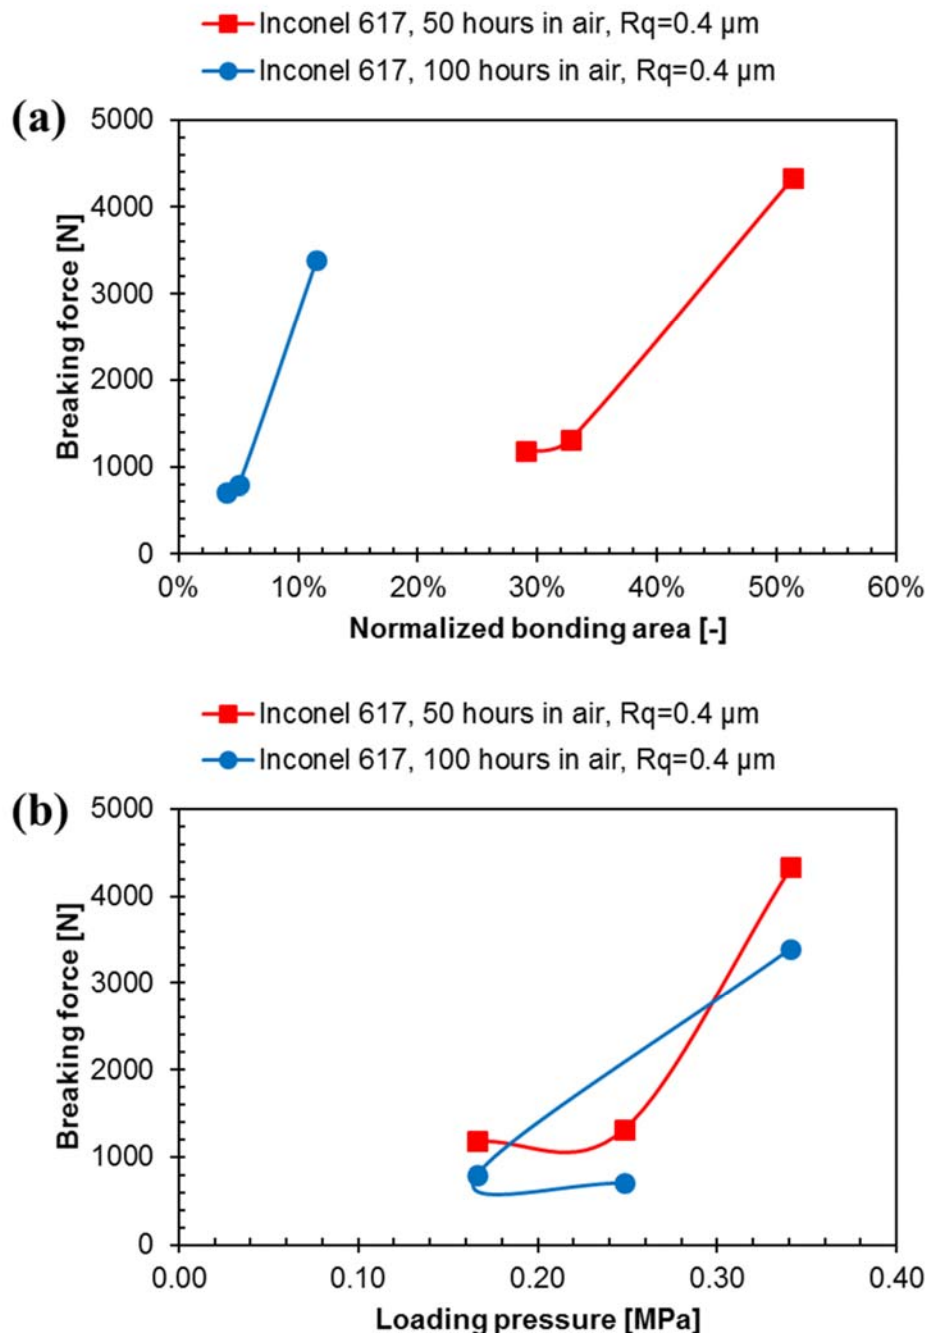 Inconel 617, 50 hours in air, Rq=0.4 µm
Inconel 617, 100 hours in air, Rq=0.4 µm
(a)
5000
4000
3000
2000
1000
0
Breaking force [N]
0% 10% 20% 30% 40% 50% 60%
Normalized bonding area [-]
Inconel 617, 50 hours in air, Rq=0.4 µm
Inconel 617, 100 hours in air, Rq=0.4 µm
(b)
5000
4000
3000
2000
1000
0
Breaking force [N]
0.00 0.10 0.20 0.30 0.40
Loading pressure [MPa]